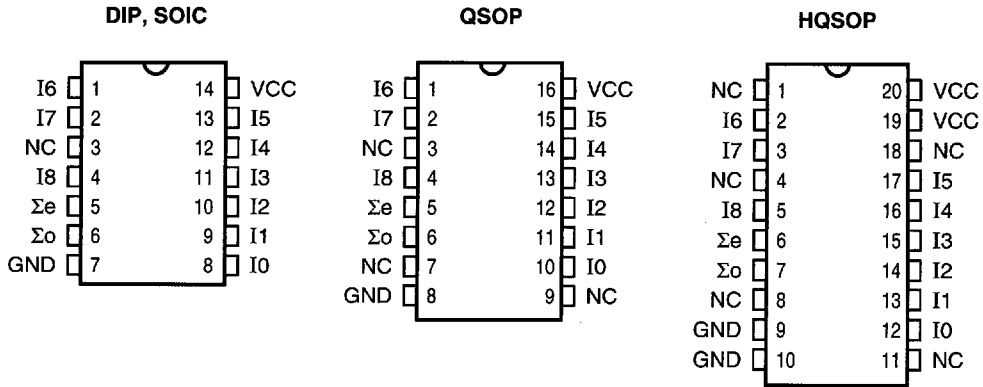 DIP, SOIC
I6 1 14 VCC
I7 2 13 I5
NC 3 12 I4
I8 4 11 I3
Σe 5 10 I2
Σo 6 9 I1
GND 7 8 I0
QSOP
I6 1 16 VCC
I7 2 15 I5
NC 3 14 I4
I8 4 13 I3
Σe 5 12 I2
Σo 6 11 I1
NC 7 10 I0
GND 8 9 NC
HQSOP
NC 1 20 VCC
I6 2 19 VCC
I7 3 18 NC
NC 4 17 I5
I8 5 16 I4
Σe 6 15 I3
Σo 7 14 I2
NC 8 13 I1
GND 9 12 I0
GND 10 11 NC